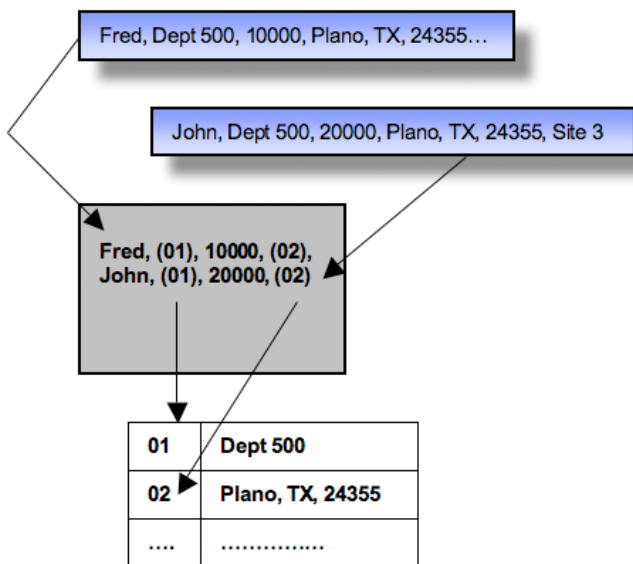 Fred, Dept 500, 10000, Plano, TX, 24355…
John, Dept 500, 20000, Plano, TX, 24355, Site 3
Fred, (01), 10000, (02),
John, (01), 20000, (02)
01 Dept 500
02 Plano, TX, 24355
…. ……………